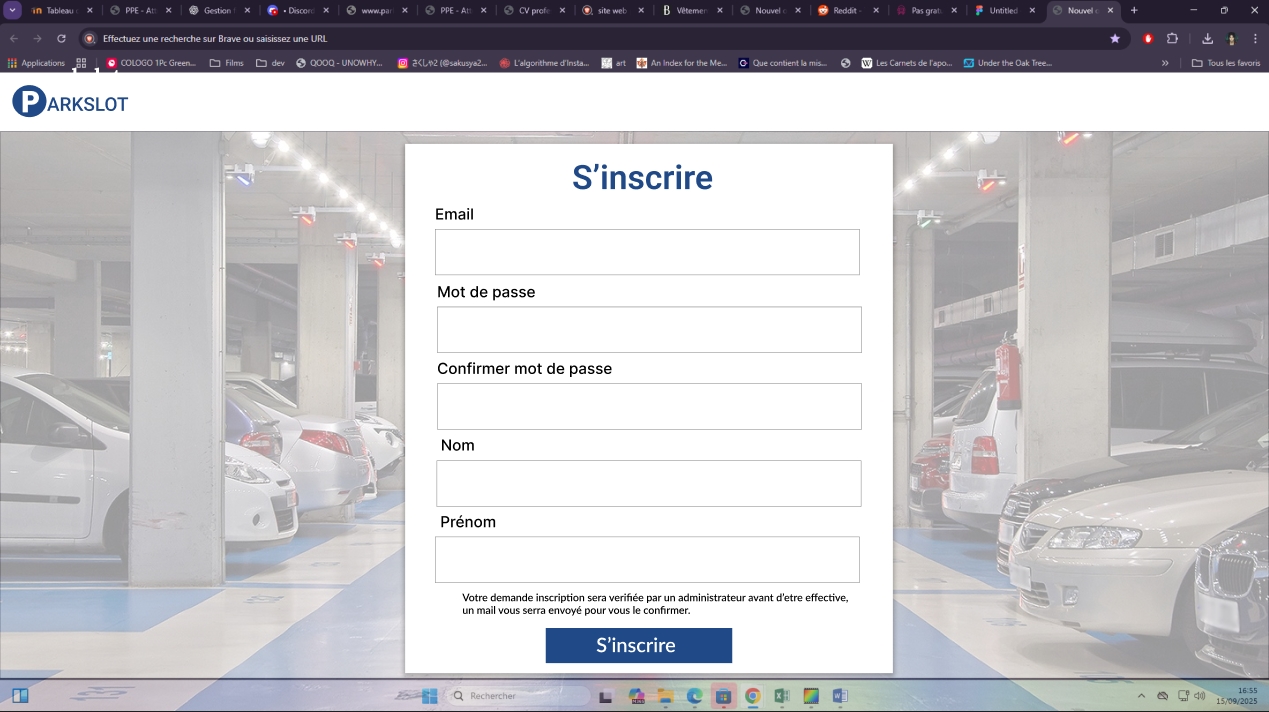 Tableau
PPE - Att
Gestion
Discor
www.par
PPE - Att
CV profe
site web
Vêtemen
Nouvel o
Reddit -
Pas grat
Untitled
Nouvel o
Effectuez une recherche sur Brave ou saisissez une URL
Applications
COLOGO 1Pc Green...
Films
dev
QOOQ - UNOWHY...
さくしゃ2 (@sakusya2...
L'algorithme d'Insta...
art
An Index for the Me...
Que contient la mis...
Les Carnets de l'apo...
Under the Oak Tree...
»
Tous les favoris
PARKSLOT
S'inscrire
Email
Mot de passe
Confirmer mot de passe
Nom
Prénom
Votre demande inscription sera verifiée par un administrateur avant d'etre effective,
un mail vous serra envoyé pour vous le confirmer.
S'inscrire
Rechercher
16:55
15/09/2025